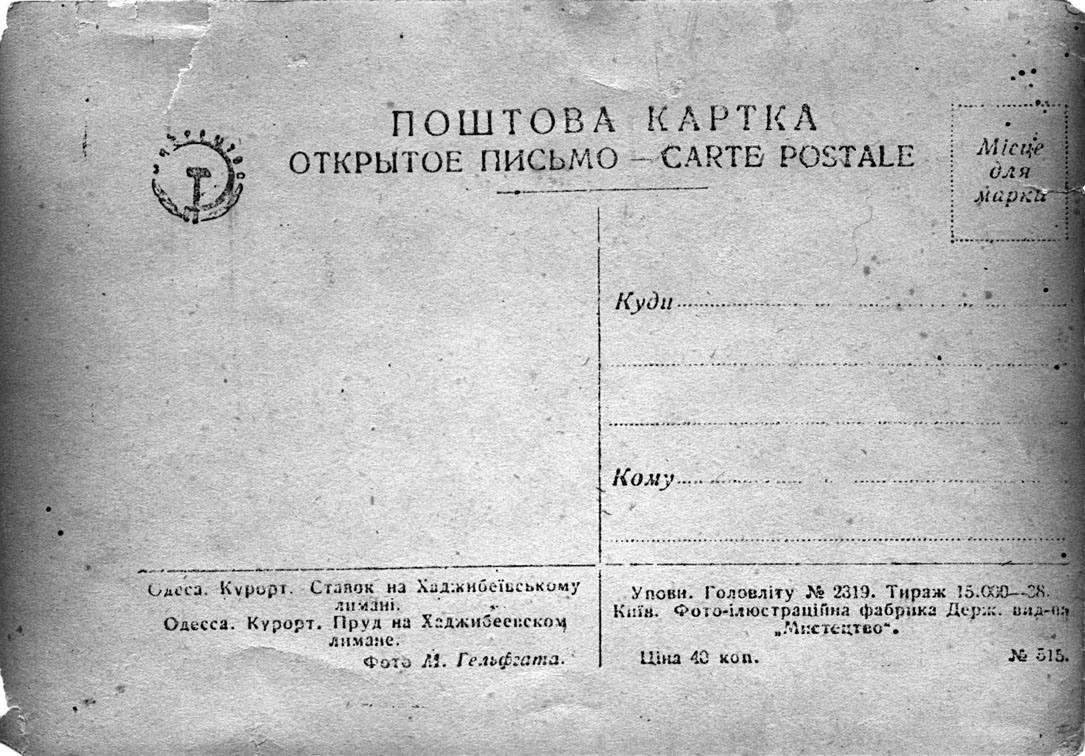 ПОШТОВА КАРТКА
ОТКРЫТОЕ ПИСЬМО — CARTE POSTALE
Місце
для
марки
Куди
Кому
Одеса. Курорт. Ставок на Хаджибеївському
лимані.
Одесса. Курорт. Пруд на Хаджибеевском
лимане.
Фото М. Гельфгата.
Уповн. Головліту № 2319. Тираж 15.000—38.
Київ. Фото-ілюстраційна фабрика Держ. вид-ва
„Мистецтво“.
Ціна 40 коп.
№ 515.